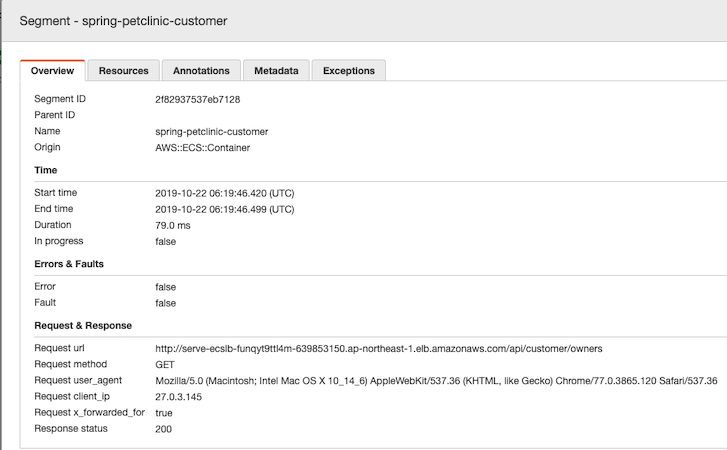 Segment - spring-petclinic-customer
Overview Resources Annotations Metadata Exceptions
Segment ID 2f82937537eb7128
Parent ID
Name spring-petclinic-customer
Origin AWS::ECS::Container
Time
Start time 2019-10-22 06:19:46.420 (UTC)
End time 2019-10-22 06:19:46.499 (UTC)
Duration 79.0 ms
In progress false
Errors & Faults
Error false
Fault false
Request & Response
Request url http://serve-ecslb-funqyt9ttl4m-639853150.ap-northeast-1.elb.amazonaws.com/api/customer/owners
Request method GET
Request user_agent Mozilla/5.0 (Macintosh; Intel Mac OS X 10_14_6) AppleWebKit/537.36 (KHTML, like Gecko) Chrome/77.0.3865.120 Safari/537.36
Request client_ip 27.0.3.145
Request x_forwarded_for true
Response status 200